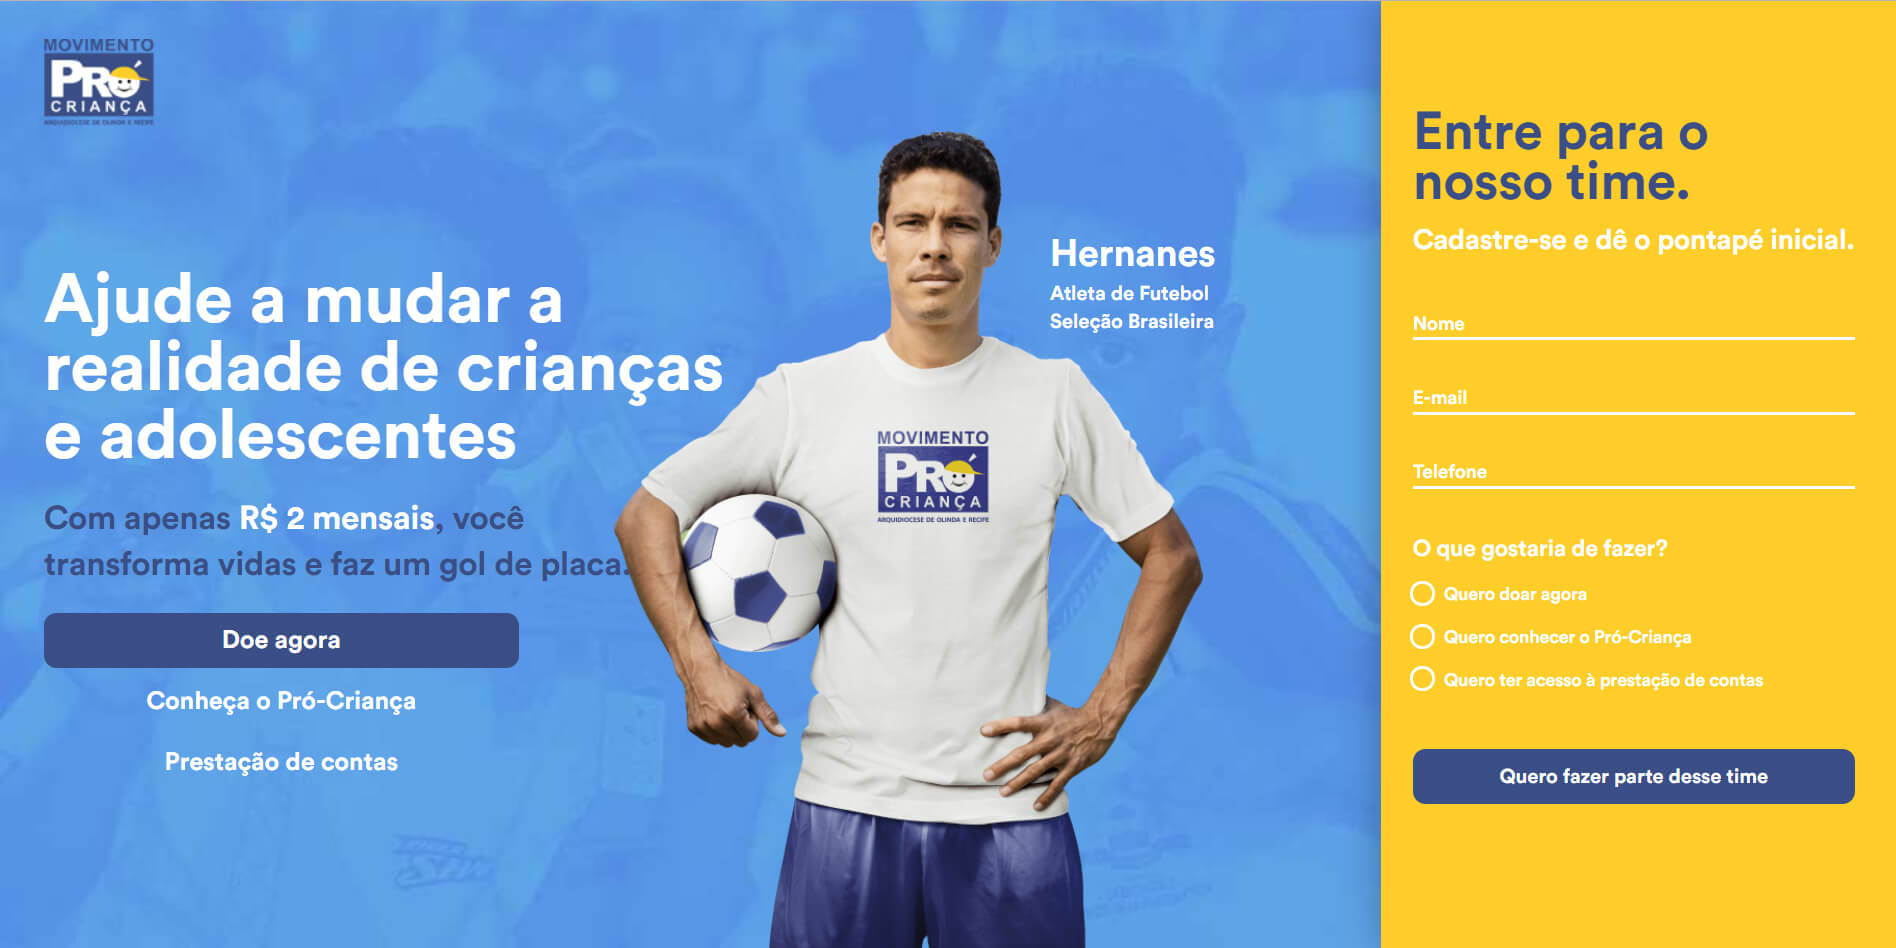 MOVIMENTO
PRÓ
CRIANÇA
ARQUIDIOCESE DE OLINDA E RECIFE
Ajude a mudar a
realidade de crianças
e adolescentes
Com apenas R$ 2 mensais, você
transforma vidas e faz um gol de placa.
Doe agora
Conheça o Pró-Criança
Prestação de contas
Hernanes
Atleta de Futebol
Seleção Brasileira
MOVIMENTO
PRÓ
CRIANÇA
ARQUIDIOCESE DE OLINDA E RECIFE
Entre para o
nosso time.
Cadastre-se e dê o pontapé inicial.
Nome
E-mail
Telefone
O que gostaria de fazer?
Quero doar agora
Quero conhecer o Pró-Criança
Quero ter acesso à prestação de contas
Quero fazer parte desse time